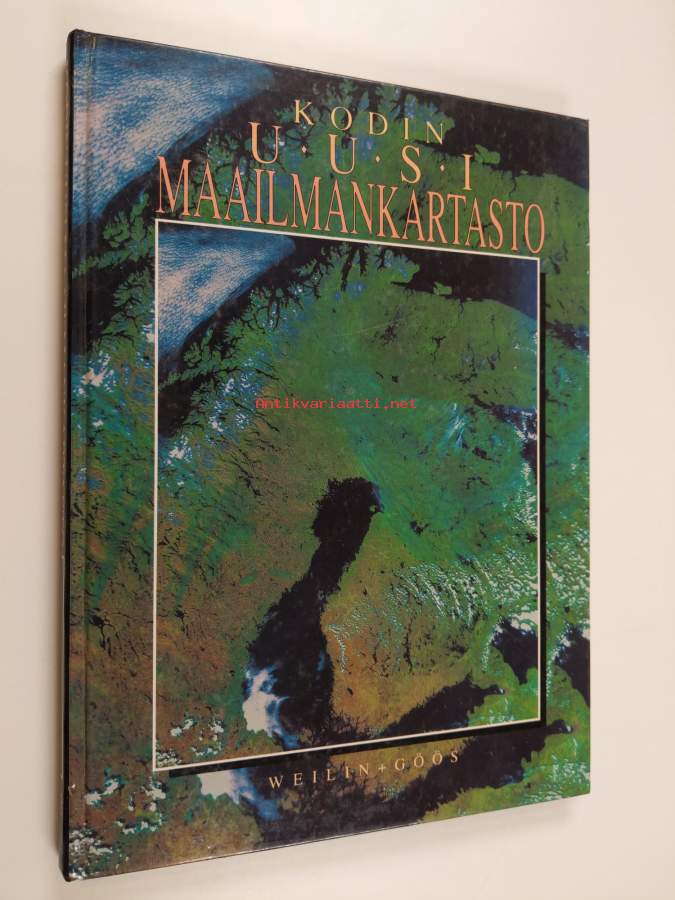 KODIN
U·U·S·I
MAAILMANKARTASTO
Antikvariaatti.net
WEILIN+GÖÖS